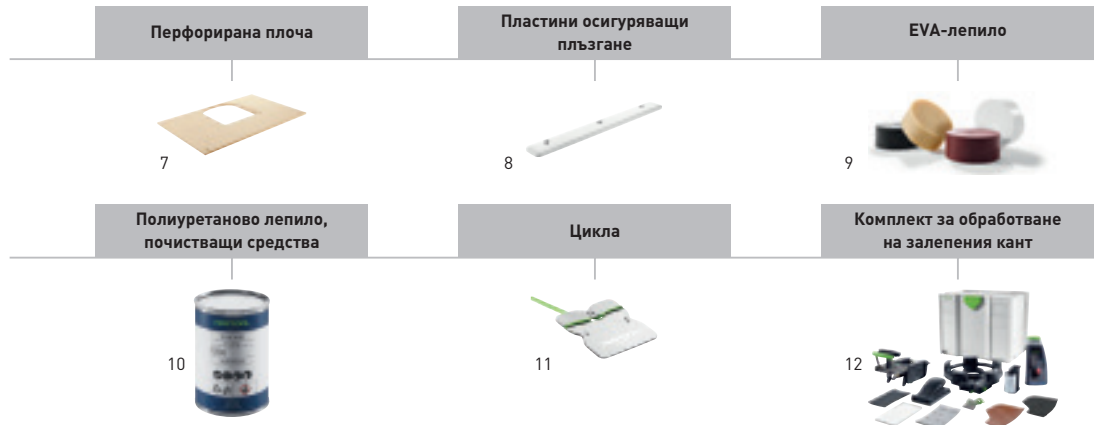 Перфорирана плоча
Пластини осигуряващи
плъзгане
EVA-лепило
7
8
9
Полиуретаново лепило,
почистващи средства
Цикла
Комплект за обработване
на залепения кант
10
11
12